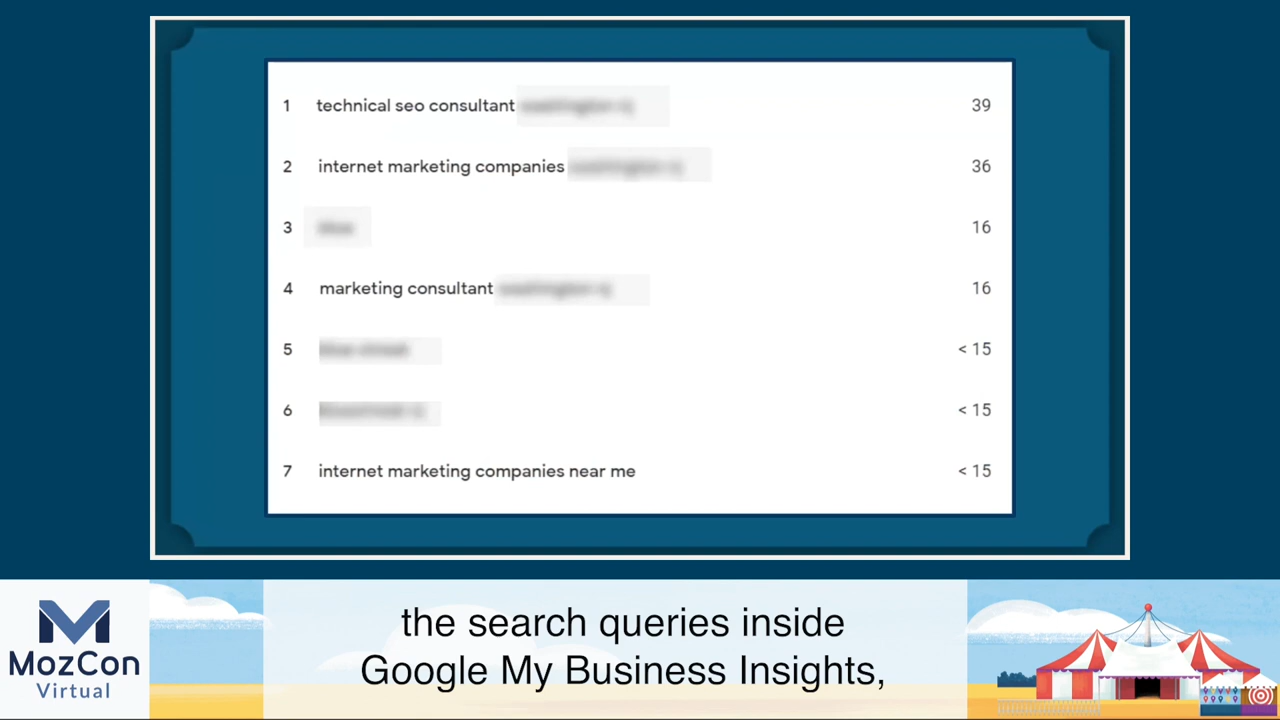 1 technical seo consultant 39
2 internet marketing companies 36
3 16
4 marketing consultant 16
5 < 15
6 < 15
7 internet marketing companies near me < 15
the search queries inside
Google My Business Insights,
MozCon
Virtual